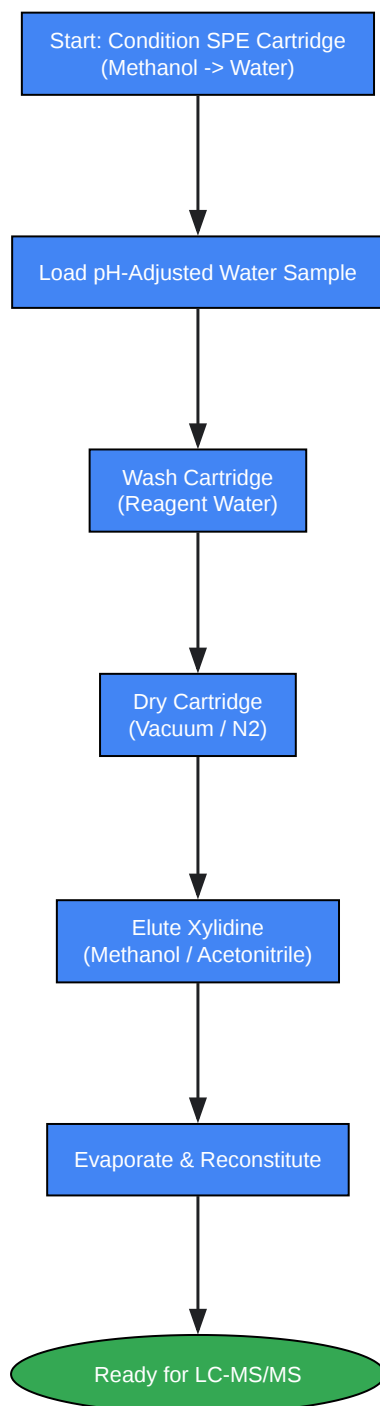 Start: Condition SPE Cartridge
(Methanol -> Water)
Load pH-Adjusted Water Sample
Wash Cartridge
(Reagent Water)
Dry Cartridge
(Vacuum / N2)
Elute Xylidine
(Methanol / Acetonitrile)
Evaporate & Reconstitute
Ready for LC-MS/MS